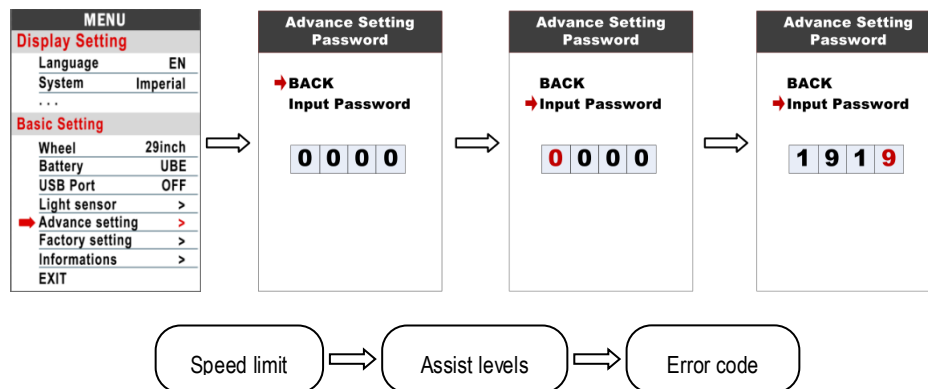 MENU
Display Setting
Language EN
System Imperial
. . .
Basic Setting
Wheel 29inch
Battery UBE
USB Port OFF
Light sensor >
Advance setting >
Factory setting >
Informations >
EXIT
Advance Setting
Password
BACK
Input Password
0 0 0 0
Advance Setting
Password
BACK
Input Password
0 0 0 0
Advance Setting
Password
BACK
Input Password
1 9 1 9
Speed limit
Assist levels
Error code